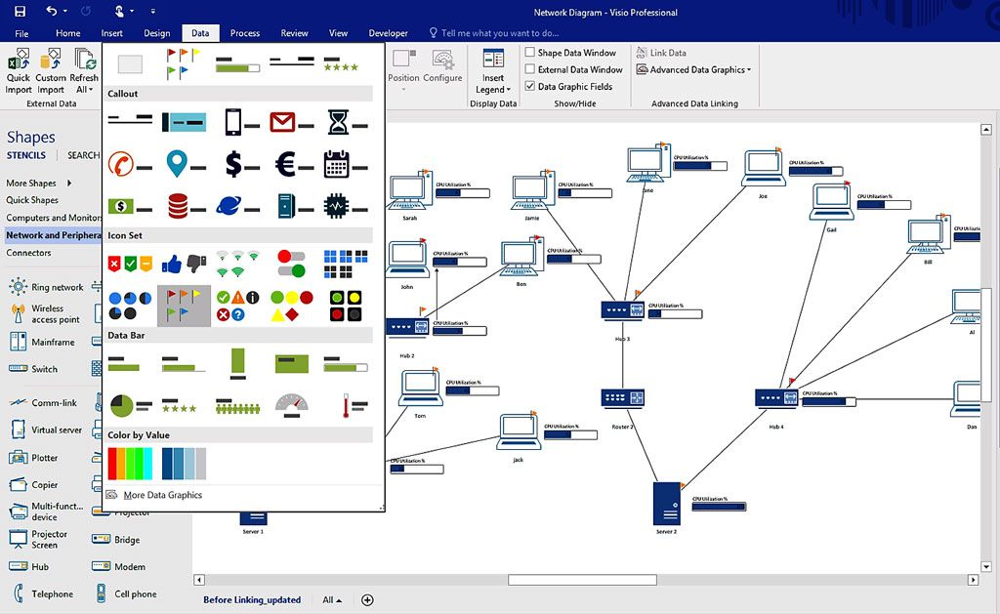 Network Diagram - Visio Professional
File Home Insert Design Data Process Review View Developer Tell me what you want to do...
Quick Import
Custom Import
Refresh All
External Data
Position
Configure
Insert Legend
Display Data
Shape Data Window
External Data Window
Data Graphic Fields
Show/Hide
Link Data
Advanced Data Graphics
Advanced Data Linking
Callout
Icon Set
Data Bar
Color by Value
More Data Graphics
Shapes
STENCILS SEARCH
More Shapes
Quick Shapes
Computers and Monitors
Network and Periphera
Connectors
Ring network
Wireless access point
Mainframe
Switch
Comm-link
Virtual server
Plotter
Copier
Multi-funct... device
Projector
Projector Screen
Bridge
Hub
Modem
Telephone
Cell phone
CPU Utilization %
Jane
CPU Utilization %
Joe
CPU Utilization %
Sarah
CPU Utilization %
Jamie
CPU Utilization %
Gail
CPU Utilization %
Bill
CPU Utiliz
John
CPU Utilization %
Ben
CPU Utilization %
Hub 3
CPU Utilization %
Al
Hub 2
CPU Utilization %
Tom
CPU Utilization %
Router 2
Hub 4
CPU Utilization %
Dan
Jack
CPU Utilization %
CPU Utilization %
Server 1
Server 2
CPU Utilization %
Before Linking_updated All